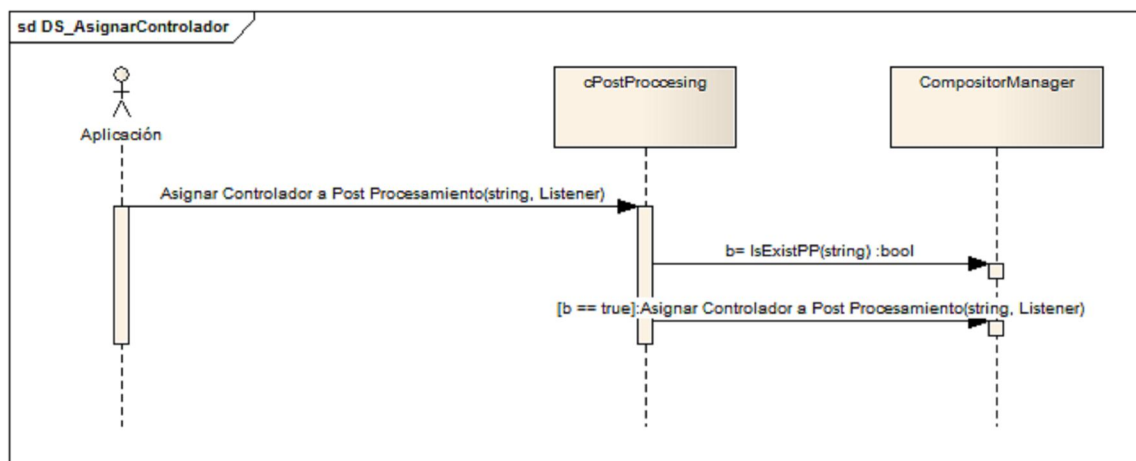 sd DS_AsignarControlador
cPostProccesing
CompositorManager
Aplicación
Asignar Controlador a Post Procesamiento(string, Listener)
b= IsExistPP(string) :bool
[b == true]:Asignar Controlador a Post Procesamiento(string, Listener)